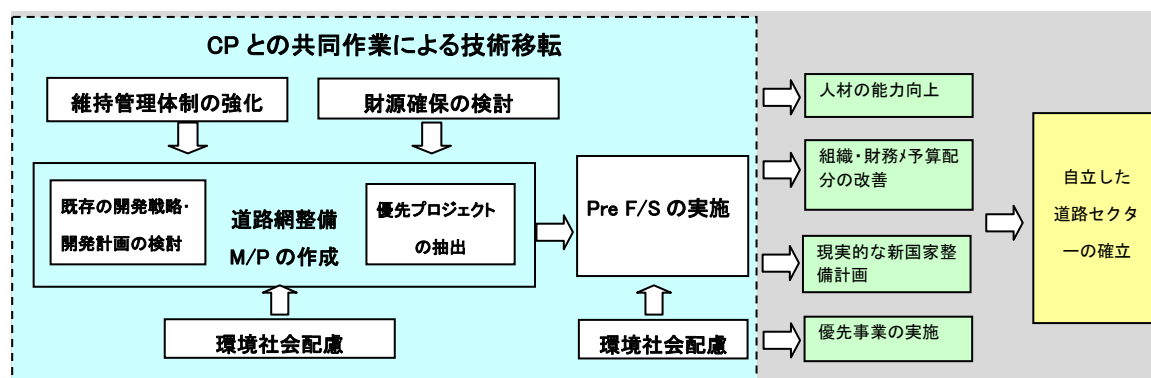 CP との共同作業による技術移転
維持管理体制の強化
財源確保の検討
既存の開発戦略・
開発計画の検討
道路網整備
M/P の作成
優先プロジェクト
の抽出
Pre F/S の実施
環境社会配慮
環境社会配慮
人材の能力向上
組織・財務/予算配
分の改善
現実的な新国家整
備計画
優先事業の実施
自立した
道路セクタ
ーの確立